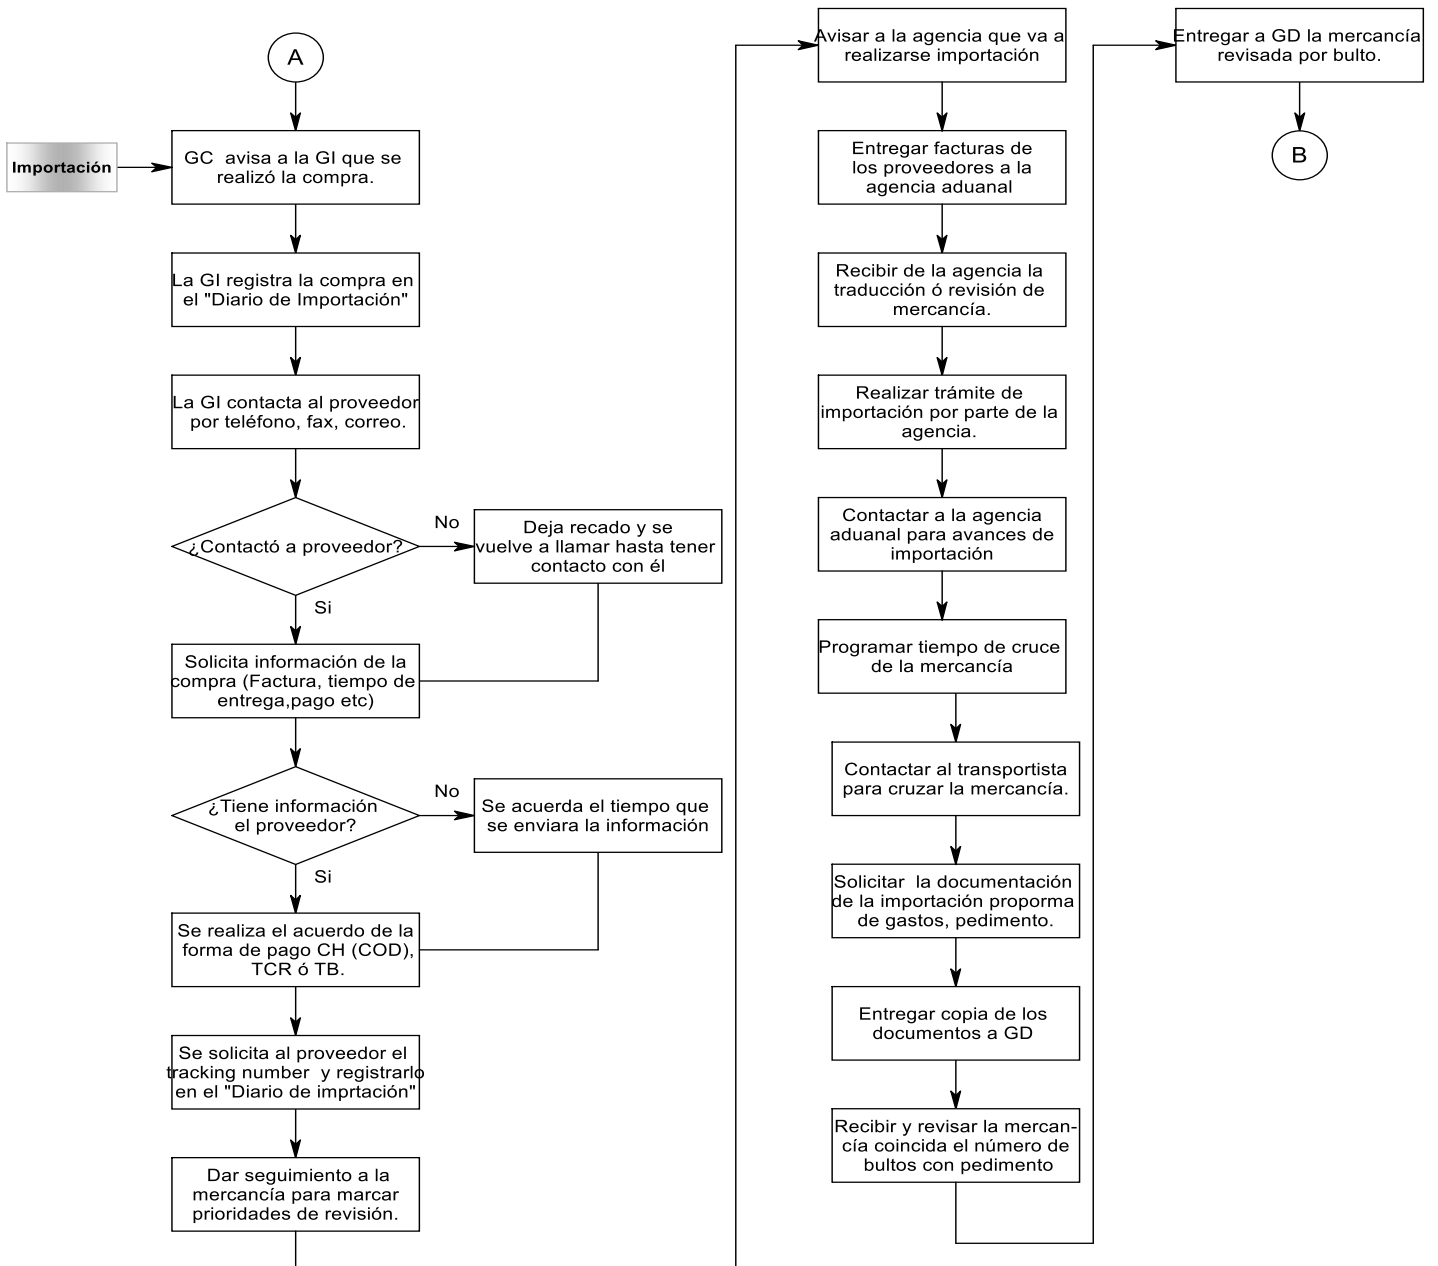 A
Importación
GC  avisa a la GI que se
realizó la compra.
La GI registra la compra en
el "Diario de Importación"
La GI contacta al proveedor
por teléfono, fax, correo.
¿Contactó a proveedor?
No
Deja recado y se
vuelve a llamar hasta tener
contacto con él
Si
Solicita información de la
compra (Factura, tiempo de
entrega,pago etc)
¿Tiene información
el proveedor?
No
Se acuerda el tiempo que
se enviara la información
Si
Se realiza el acuerdo de la
forma de pago CH (COD),
TCR ó TB.
Se solicita al proveedor el
tracking number  y registrarlo
en el "Diario de imprtación"
Dar seguimiento a la
mercancía para marcar
prioridades de revisión.
Avisar a la agencia que va a
realizarse importación
Entregar facturas de
los proveedores a la
agencia aduanal
Recibir de la agencia la
traducción ó revisión de
mercancía.
Realizar trámite de
importación por parte de la
agencia.
Contactar a la agencia
aduanal para avances de
importación
Programar tiempo de cruce
de la mercancía
Contactar al transportista
para cruzar la mercancía.
Solicitar  la documentación
de la importación proporma
de gastos, pedimento.
Entregar copia de los
documentos a GD
Recibir y revisar la mercan-
cía coincida el número de
bultos con pedimento
Entregar a GD la mercancía
revisada por bulto.
B